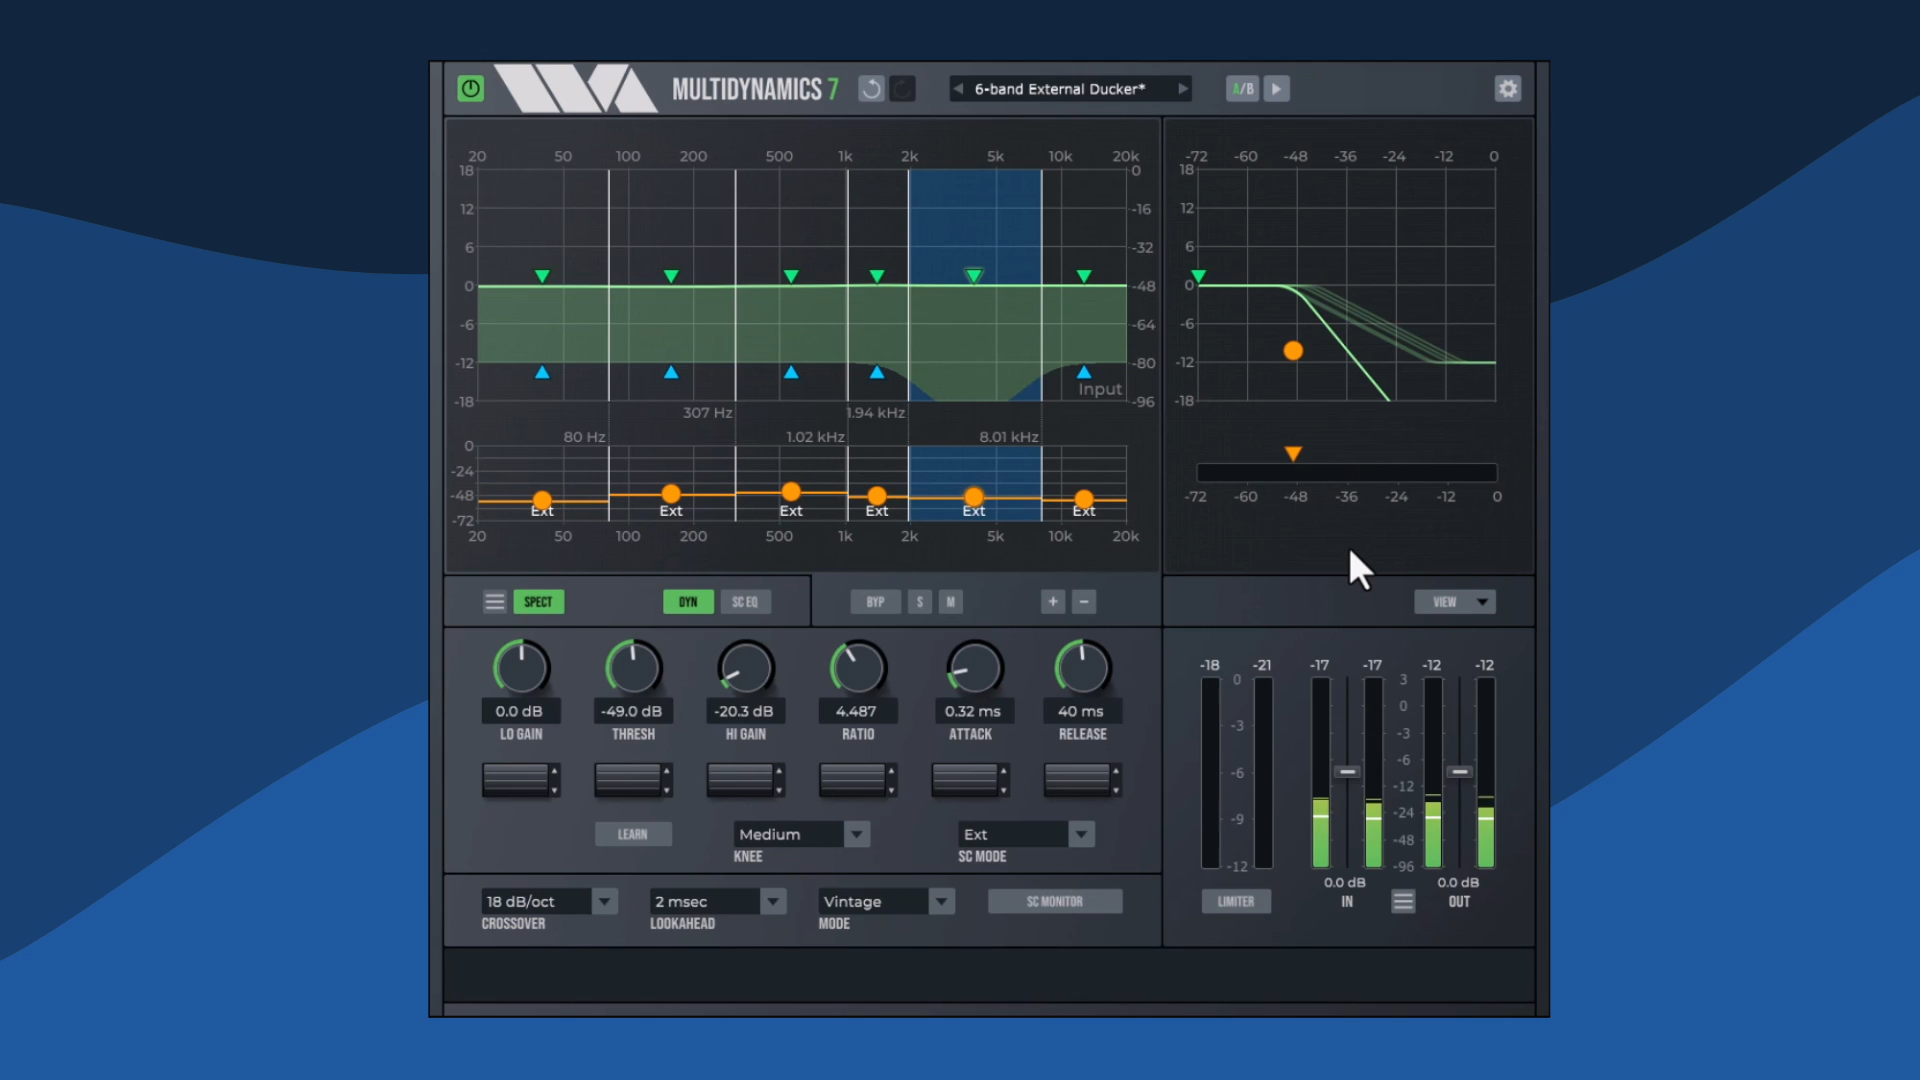 MULTIDYNAMICS 7
6-band External Ducker*
A/B
20 50 100 200 500 1k 2k 5k 10k 20k
18 12 6 0 -6 -12 -18
0 -16 -32 -48 -64 -80 -96
Input
307 Hz 1.94 kHz
80 Hz 1.02 kHz 8.01 kHz
0 -24 -48 -72
Ext Ext Ext Ext Ext Ext
20 50 100 200 500 1k 2k 5k 10k 20k
-72 -60 -48 -36 -24 -12 0
18 12 6 0 -6 -12 -18
-72 -60 -48 -36 -24 -12 0
SPECT DYN SC EQ BYP S M + - VIEW
0.0 dB -49.0 dB -20.3 dB 4.487 0.32 ms 40 ms
LO GAIN THRESH HI GAIN RATIO ATTACK RELEASE
LEARN Medium Ext
KNEE SC MODE
18 dB/oct 2 msec Vintage SC MONITOR
CROSSOVER LOOKAHEAD MODE
-18 -21 -17 -17 -12 -12
0 -3 -6 -9 -12
3 0 -3 -6 -12 -24 -48 -96
0.0 dB 0.0 dB
LIMITER IN OUT